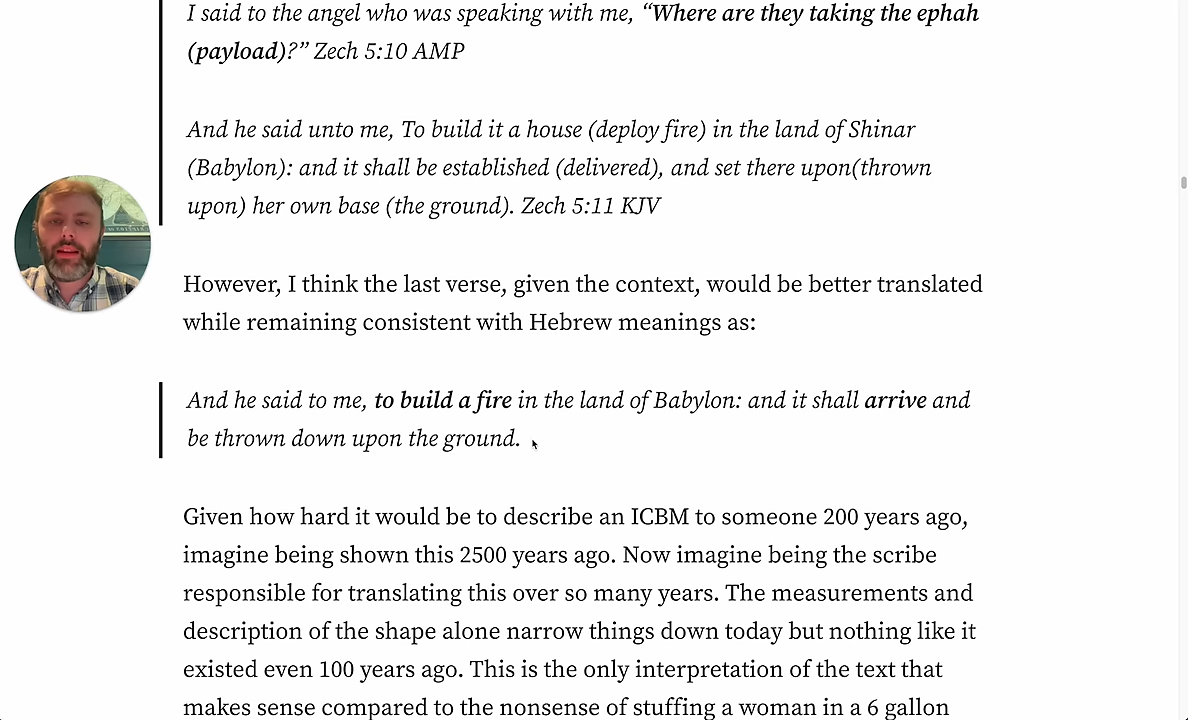 I said to the angel who was speaking with me, “Where are they taking the ephah
(payload)?” Zech 5:10 AMP
And he said unto me, To build it a house (deploy fire) in the land of Shinar
(Babylon): and it shall be established (delivered), and set there upon(thrown
upon) her own base (the ground). Zech 5:11 KJV
However, I think the last verse, given the context, would be better translated
while remaining consistent with Hebrew meanings as:
And he said to me, to build a fire in the land of Babylon: and it shall arrive and
be thrown down upon the ground.
Given how hard it would be to describe an ICBM to someone 200 years ago,
imagine being shown this 2500 years ago. Now imagine being the scribe
responsible for translating this over so many years. The measurements and
description of the shape alone narrow things down today but nothing like it
existed even 100 years ago. This is the only interpretation of the text that
makes sense compared to the nonsense of stuffing a woman in a 6 gallon